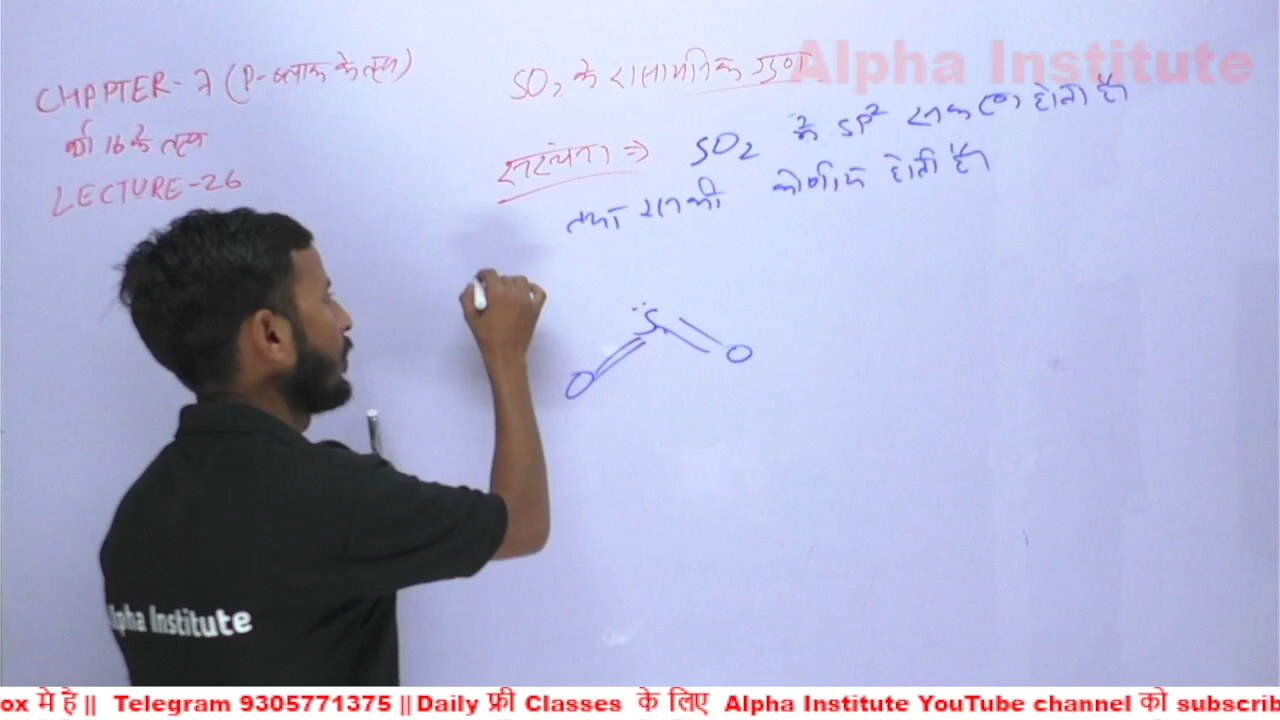 CHAPTER-7 (P-ब्लाक के तत्व)
वर्ग 16 के तत्व
LECTURE-26
SO2 के रासायनिक गुण
Alpha Institute
संरचना ⇒ SO2 में SP² संकरण होता है।
तथा इसकी कोणीय होती है।
S
O O
Alpha Institute
ox मे है || Telegram 9305771375 || Daily फ्री Classes के लिए Alpha Institute YouTube channel को subscrib